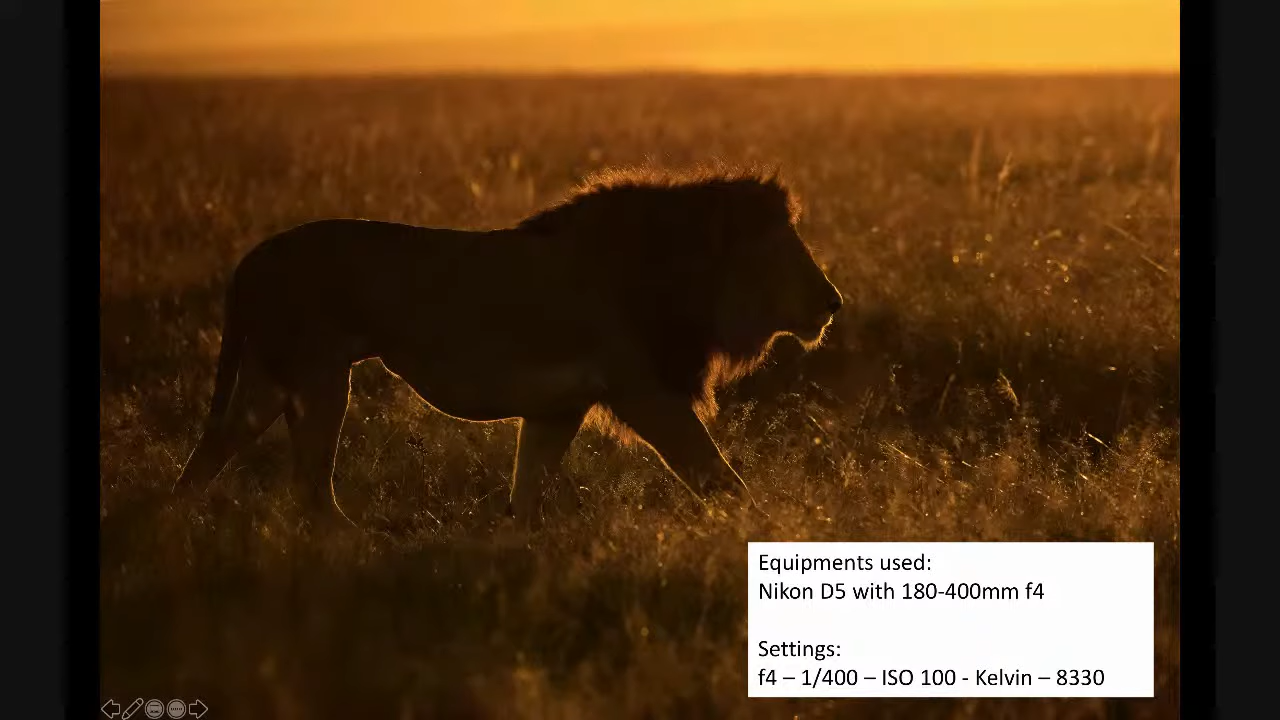 Equipments used:
Nikon D5 with 180-400mm f4
Settings:
f4 – 1/400 – ISO 100 - Kelvin – 8330